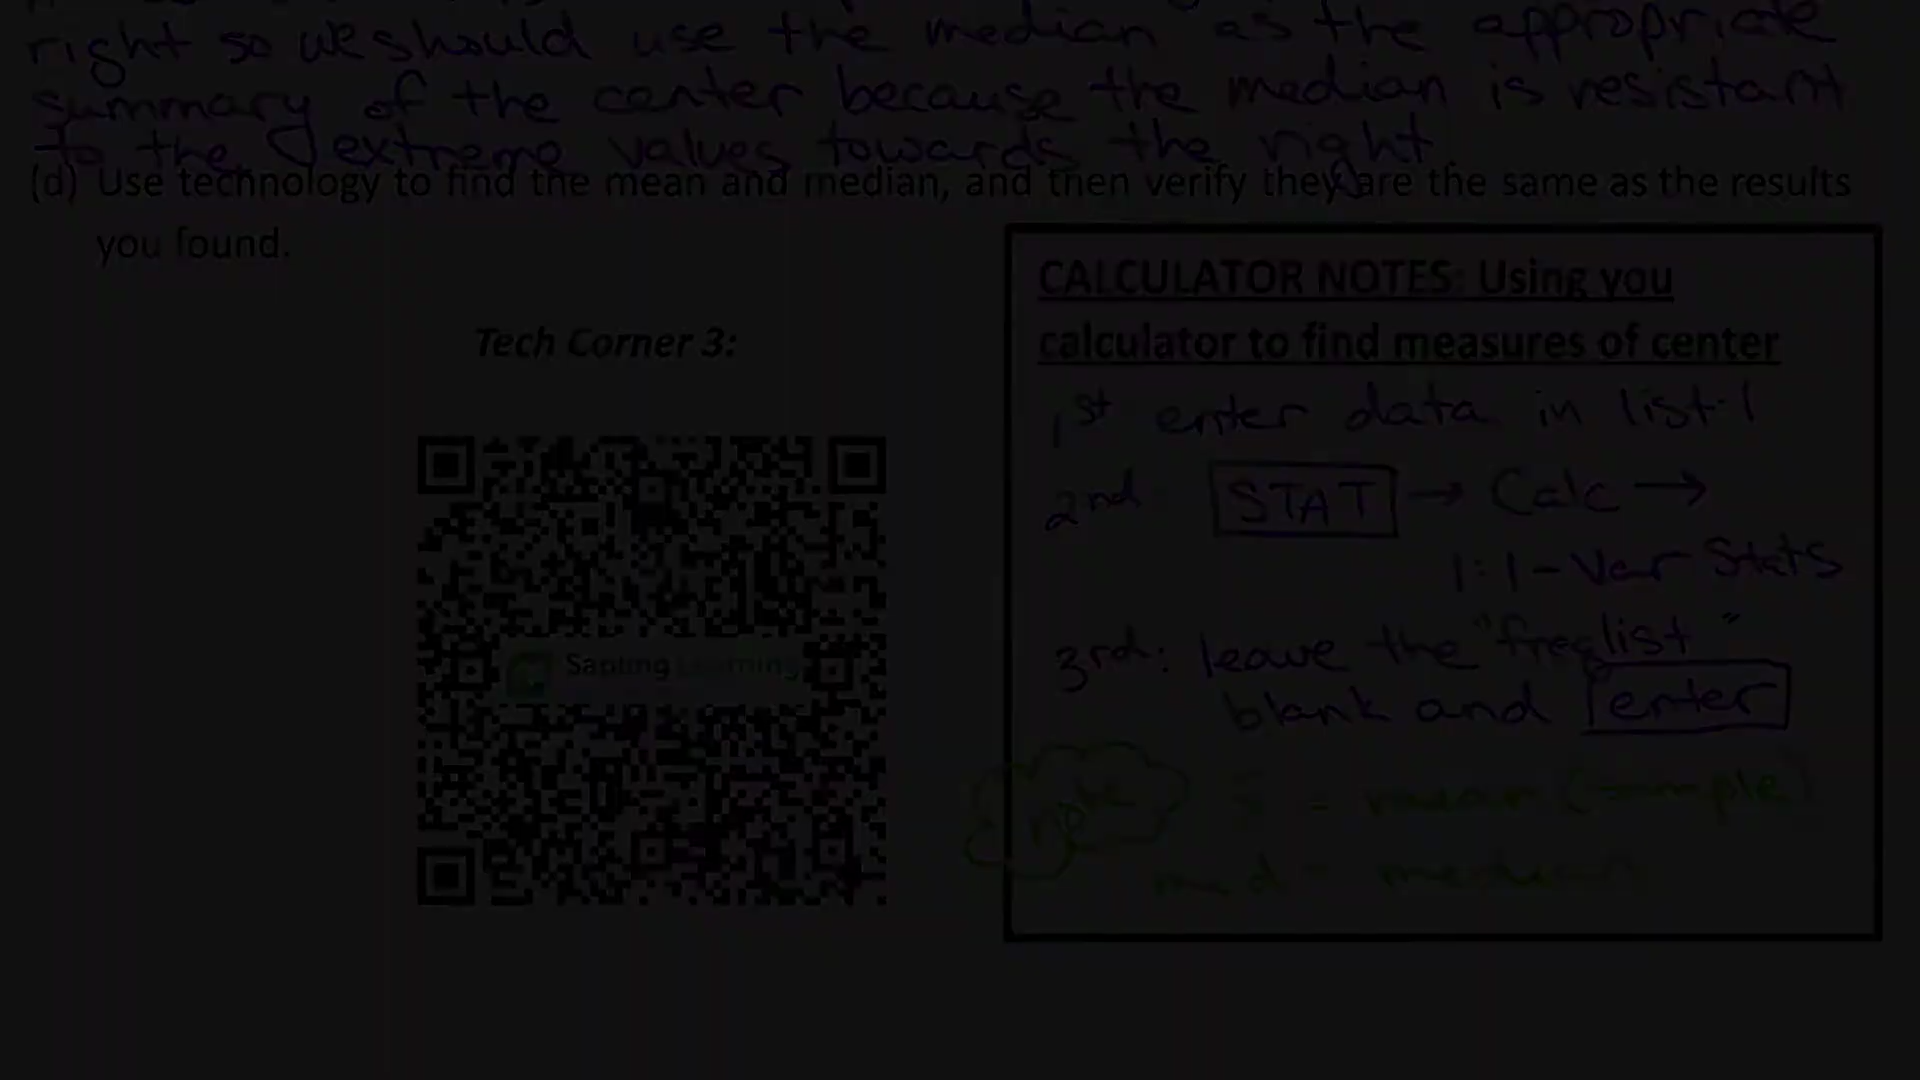 right so we should use the median as the appropriate
summary of the center because the median is resistant
to the extreme values towards the right
(d) Use technology to find the mean and median, and then verify they are the same as the results
you found.
CALCULATOR NOTES: Using you
calculator to find measures of center
Tech Corner 3:
1st enter data in list 1
2nd STAT → Calc →
1:1-Var Stats
3rd: leave the "freqlist"
blank and enter
Sapling Learning
note x̄ = mean (sample)
med = median